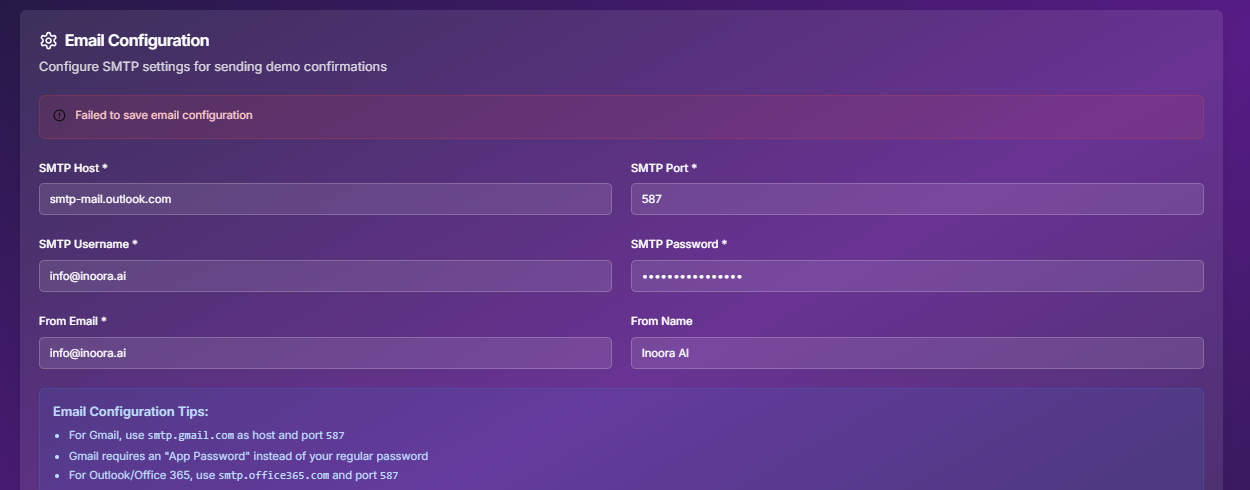 Email Configuration
Configure SMTP settings for sending demo confirmations
Failed to save email configuration
SMTP Host *
SMTP Port *
smtp-mail.outlook.com
587
SMTP Username *
SMTP Password *
info@inoora.ai
••••••••••••••••
From Email *
From Name
info@inoora.ai
Inoora AI
Email Configuration Tips:
• For Gmail, use smtp.gmail.com as host and port 587
• Gmail requires an "App Password" instead of your regular password
• For Outlook/Office 365, use smtp.office365.com and port 587